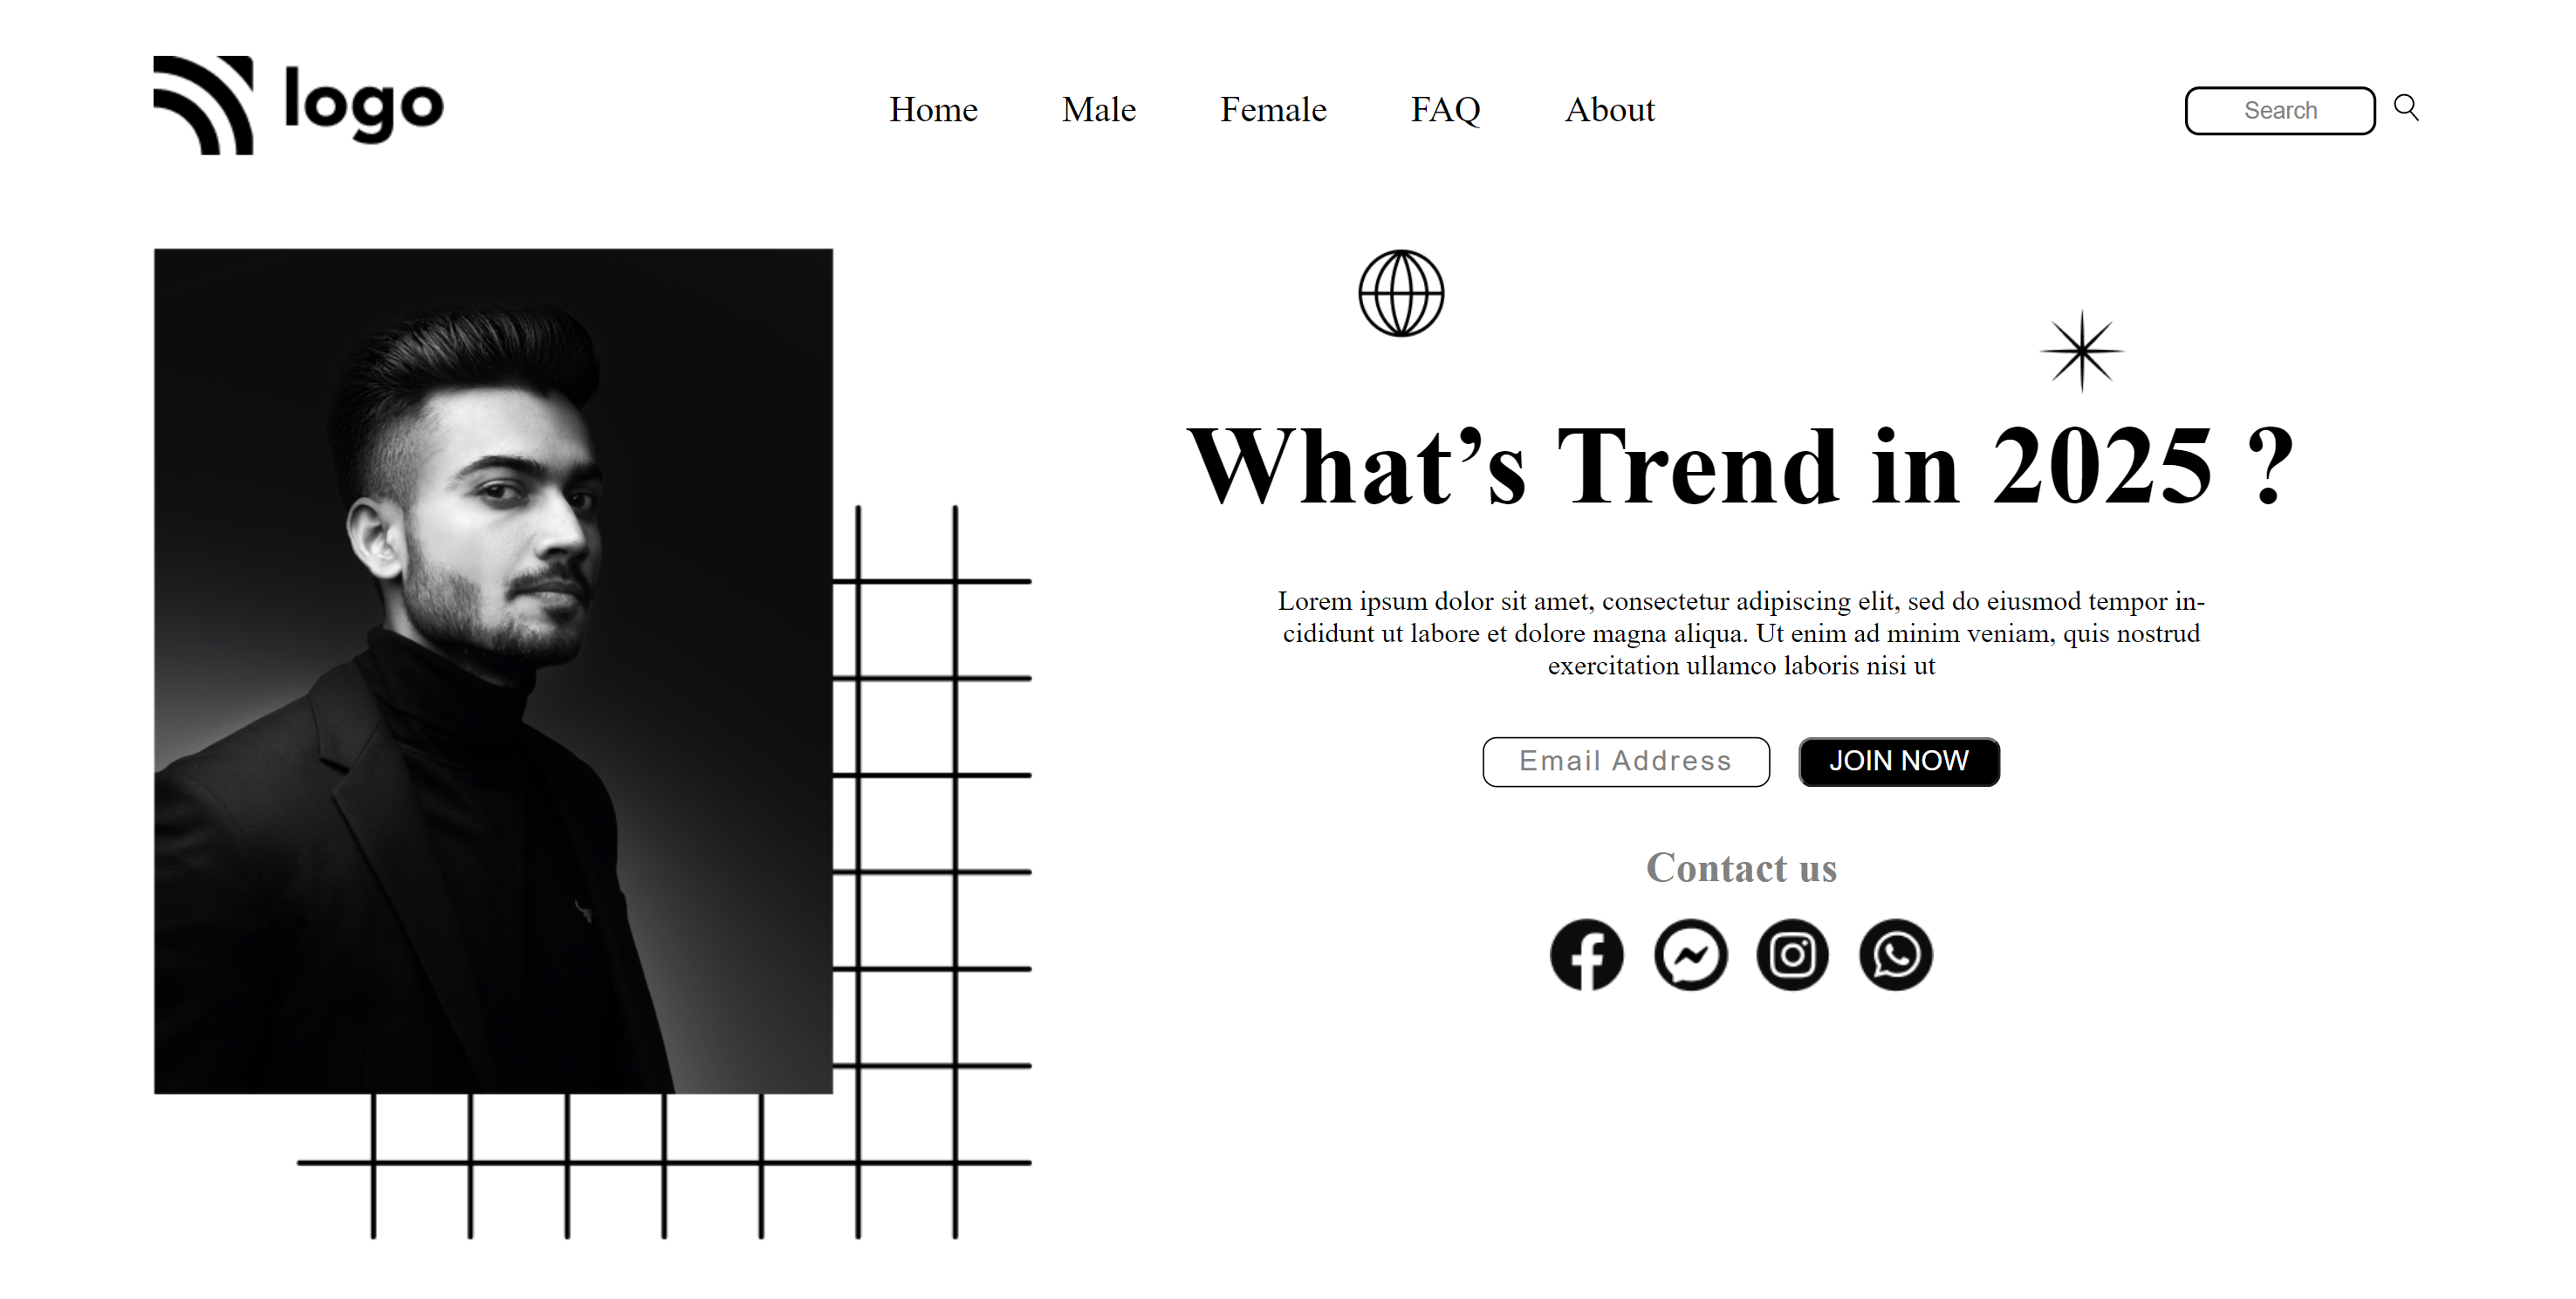 logo
Home
Male
Female
FAQ
About
Search
What’s Trend in 2025 ?
Lorem ipsum dolor sit amet, consectetur adipiscing elit, sed do eiusmod tempor in-
cididunt ut labore et dolore magna aliqua. Ut enim ad minim veniam, quis nostrud
exercitation ullamco laboris nisi ut
Email Address
JOIN NOW
Contact us